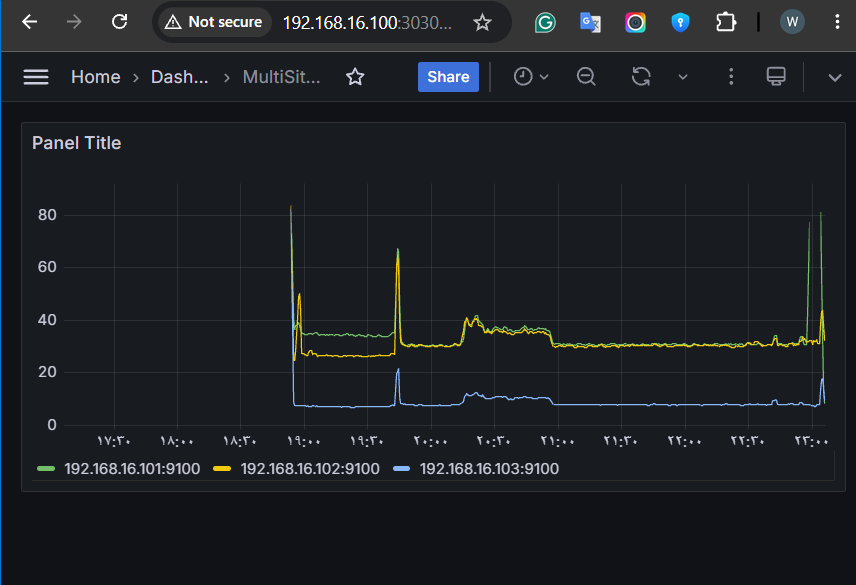 Not secure 192.168.16.100:3030... W
Home › Dash... › MultiSit... Share
Panel Title
80
60
40
20
0
۱۷:۳۰ ۱۸:۰۰ ۱۸:۳۰ ۱۹:۰۰ ۱۹:۳۰ ۲۰:۰۰ ۲۰:۳۰ ۲۱:۰۰ ۲۱:۳۰ ۲۲:۰۰ ۲۲:۳۰ ۲۳:۰۰
192.168.16.101:9100 192.168.16.102:9100 192.168.16.103:9100